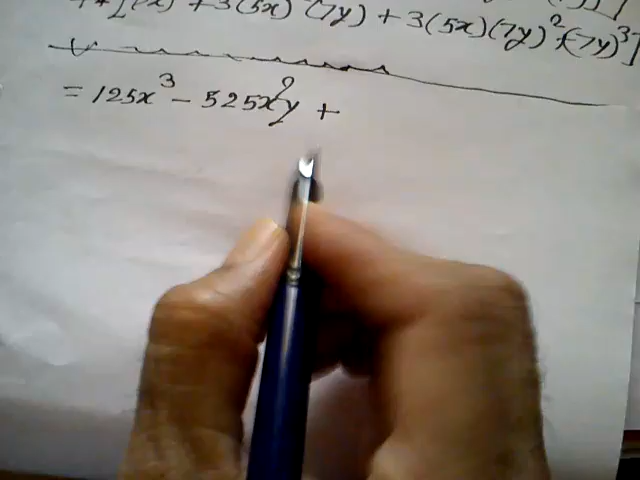 +3(5x) (7y) + 3(5x)(7y)²-(7y)³]
= 125x³ - 525x²y +